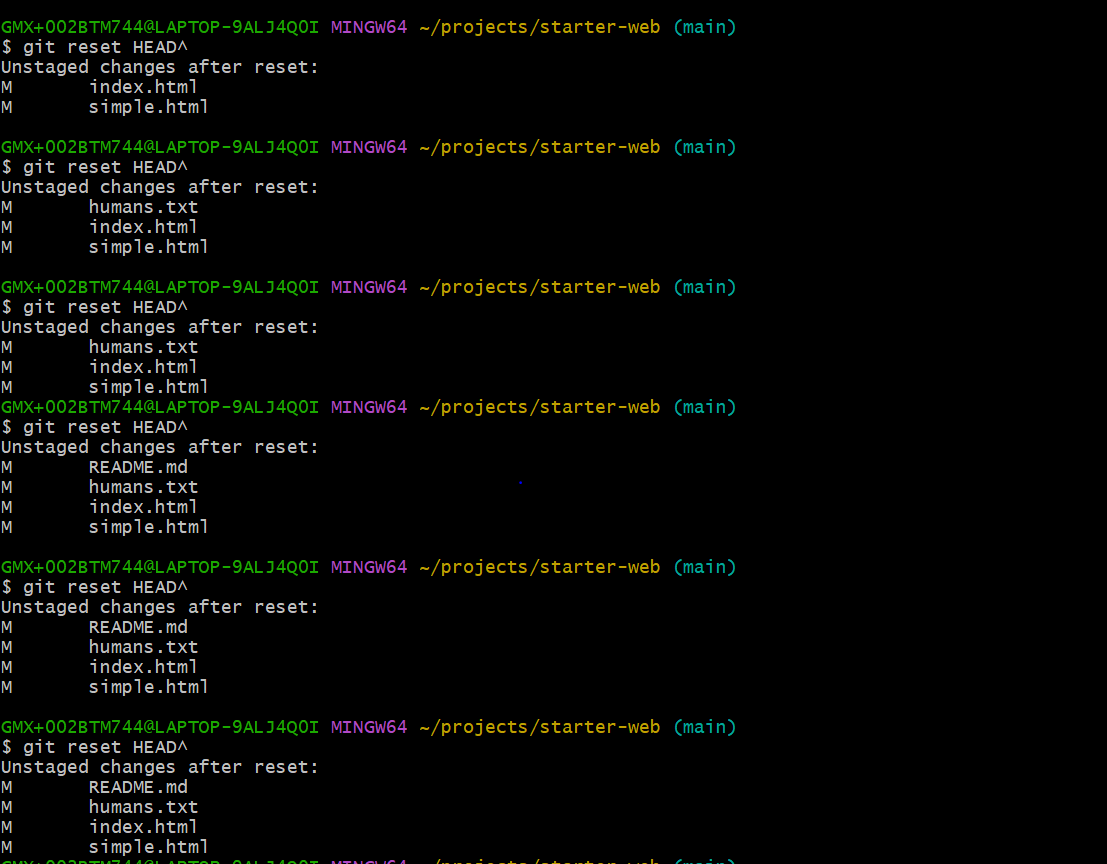 GMX+002BTM744@LAPTOP-9ALJ4Q0I MINGW64 ~/projects/starter-web (main)
$ git reset HEAD^
Unstaged changes after reset:
M       index.html
M       simple.html
GMX+002BTM744@LAPTOP-9ALJ4Q0I MINGW64 ~/projects/starter-web (main)
$ git reset HEAD^
Unstaged changes after reset:
M       humans.txt
M       index.html
M       simple.html
GMX+002BTM744@LAPTOP-9ALJ4Q0I MINGW64 ~/projects/starter-web (main)
$ git reset HEAD^
Unstaged changes after reset:
M       humans.txt
M       index.html
M       simple.html
GMX+002BTM744@LAPTOP-9ALJ4Q0I MINGW64 ~/projects/starter-web (main)
$ git reset HEAD^
Unstaged changes after reset:
M       README.md
M       humans.txt
M       index.html
M       simple.html
GMX+002BTM744@LAPTOP-9ALJ4Q0I MINGW64 ~/projects/starter-web (main)
$ git reset HEAD^
Unstaged changes after reset:
M       README.md
M       humans.txt
M       index.html
M       simple.html
GMX+002BTM744@LAPTOP-9ALJ4Q0I MINGW64 ~/projects/starter-web (main)
$ git reset HEAD^
Unstaged changes after reset:
M       README.md
M       humans.txt
M       index.html
M       simple.html